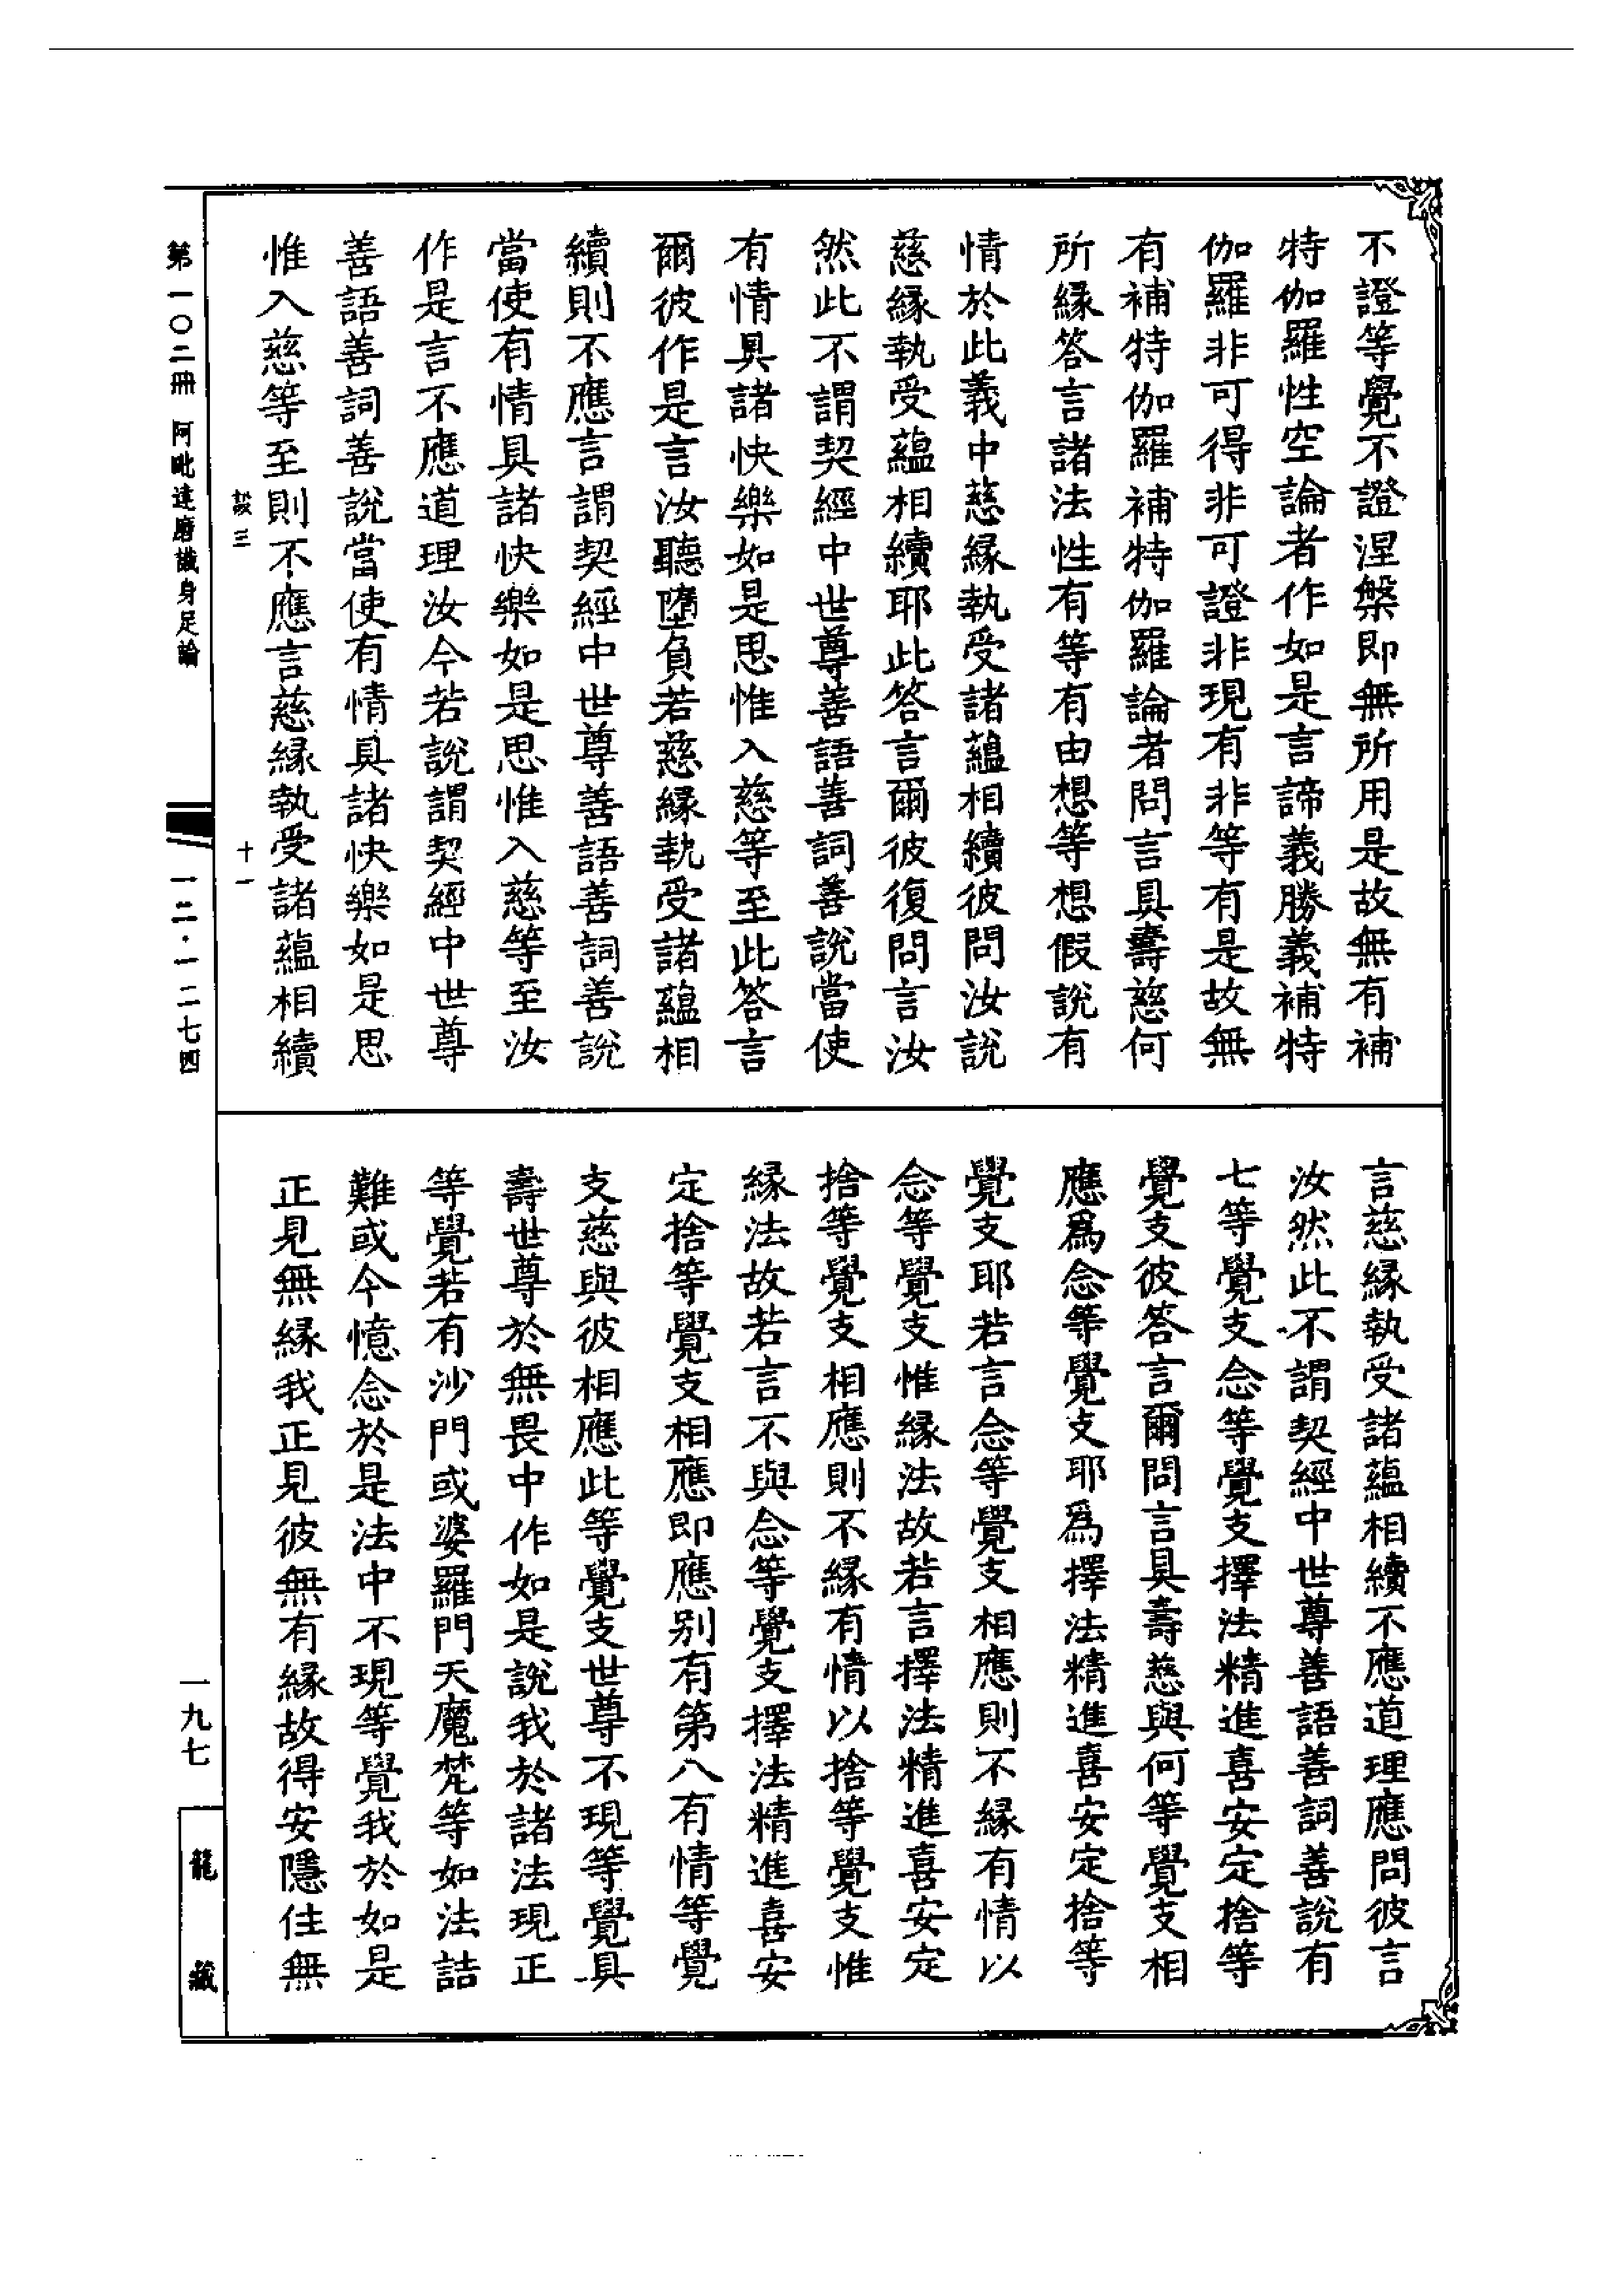 不證等覺不證涅槃即無所用是故無有補
特伽羅性空論者作如是言諦義勝義補特
伽羅非可得非可證非現有非等有是故無
有補特伽羅補特伽羅論者問言具壽慈何
所緣答言諸法性有等有由想等想假說有
情於此義中慈緣執受諸蘊相續彼問汝說
慈緣執受蘊相續耶此答言爾彼復問言汝
然此不謂契經中世尊善語善詞善說當使
有情具諸快樂如是思惟入慈等至此答言
爾彼作是言汝聽墮負若慈緣執受諸蘊相
續則不應言謂契經中世尊善語善詞善說
當使有情具諸快樂如是思惟入慈等至汝
作是言不應道理汝今若說謂契經中世尊
善語善詞善說當使有情具諸快樂如是思
惟入慈等至則不應言慈緣執受諸蘊相續
言慈緣執受諸蘊相續不應道理應問彼言
汝然此不謂契經中世尊善語善詞善說有
七等覺支念等覺支擇法精進喜安定捨等
覺支彼答言爾問言具壽慈與何等覺支相
應爲念等覺支耶爲擇法精進喜安定捨等
覺支耶若言念等覺支相應則不緣有情以
念等覺支惟緣法故若言擇法精進喜安定
捨等覺支相應則不緣有情以捨等覺支惟
緣法故若言不與念等覺支擇法精進喜安
定捨等覺支相應即應別有第八有情等覺
支慈與彼相應此等覺支世尊不現等覺具
壽世尊於無畏中作如是說我於諸法現正
等覺若有沙門或婆羅門天魔梵等如法詰
難或令憶念於是法中不現等覺我於如是
正見無緣我正見彼無有緣故得安隱住無
第一〇二冊 阿毗達磨識身足論
設三
十一
一二·一二七四
一九七
龍藏